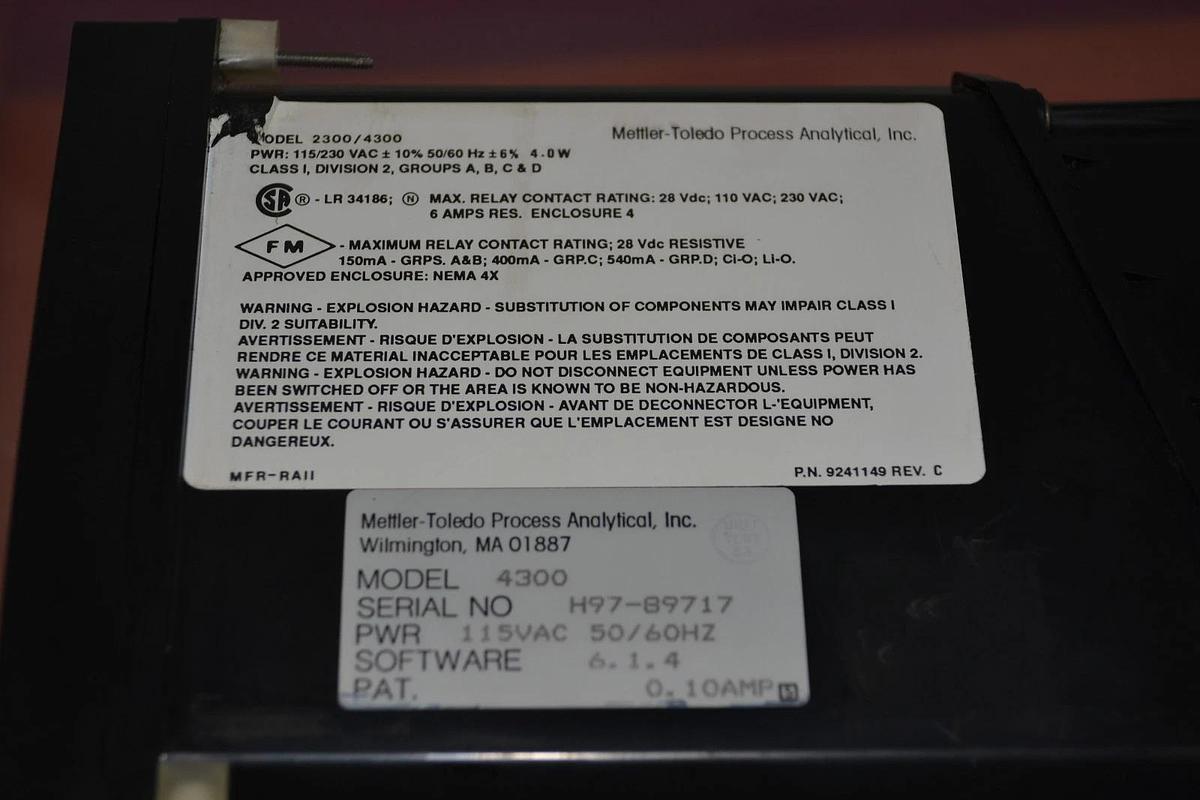 MODEL 2300/4300
Mettler-Toledo Process Analytical, Inc.
PWR: 115/230 VAC ± 10% 50/60 Hz ± 6% 4.0W
CLASS I, DIVISION 2, GROUPS A, B, C & D
SA ® - LR 34186; Ⓝ MAX. RELAY CONTACT RATING: 28 Vdc; 110 VAC; 230 VAC;
6 AMPS RES. ENCLOSURE 4
FM - MAXIMUM RELAY CONTACT RATING; 28 Vdc RESISTIVE
150mA - GRPS. A&B; 400mA - GRP.C; 540mA - GRP.D; Ci-O; Li-O.
APPROVED ENCLOSURE: NEMA 4X
WARNING - EXPLOSION HAZARD - SUBSTITUTION OF COMPONENTS MAY IMPAIR CLASS I
DIV. 2 SUITABILITY.
AVERTISSEMENT - RISQUE D'EXPLOSION - LA SUBSTITUTION DE COMPOSANTS PEUT
RENDRE CE MATERIAL INACCEPTABLE POUR LES EMPLACEMENTS DE CLASS I, DIVISION 2.
WARNING - EXPLOSION HAZARD - DO NOT DISCONNECT EQUIPMENT UNLESS POWER HAS
BEEN SWITCHED OFF OR THE AREA IS KNOWN TO BE NON-HAZARDOUS.
AVERTISSEMENT - RISQUE D'EXPLOSION - AVANT DE DECONNECTOR L-'EQUIPMENT,
COUPER LE COURANT OU S'ASSURER QUE L'EMPLACEMENT EST DESIGNE NO
DANGEREUX.
MFR-RAII
P.N. 9241149 REV. C
Mettler-Toledo Process Analytical, Inc.
Wilmington, MA 01887
MODEL 4300
SERIAL NO H97-89717
PWR 115VAC 50/60HZ
SOFTWARE 6.1.4
PAT. 0.10AMP